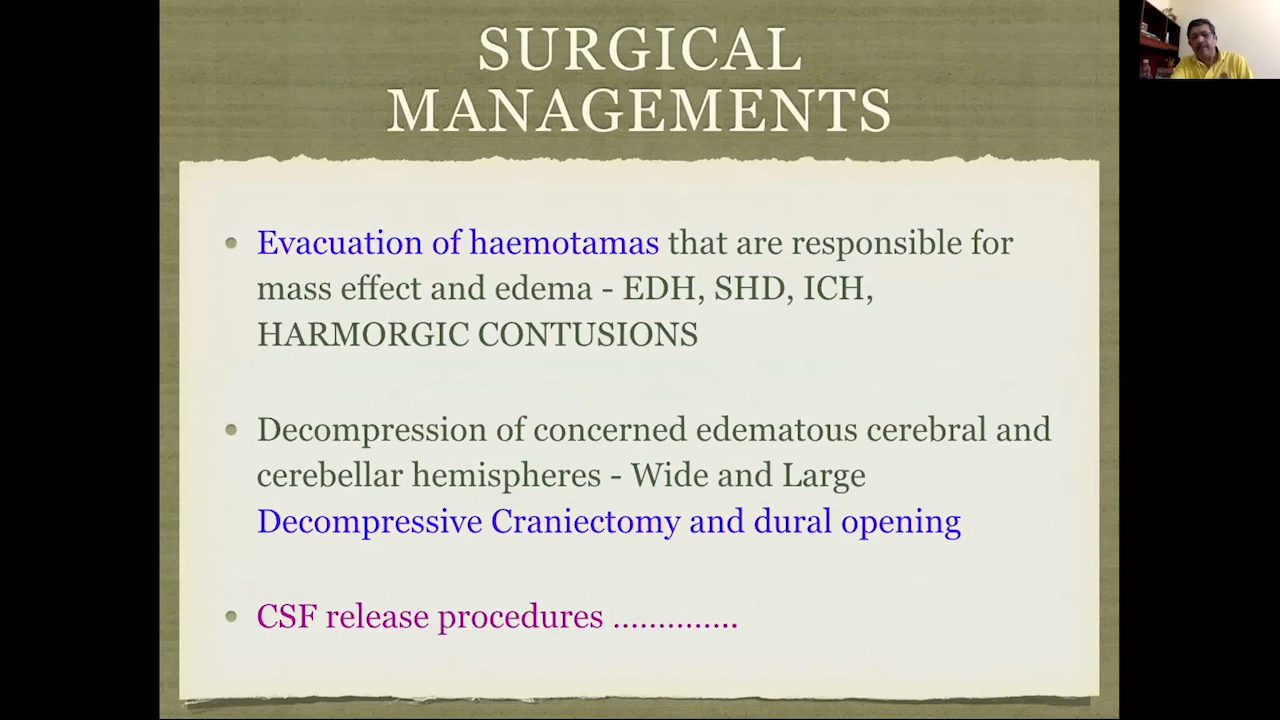 SURGICAL
MANAGEMENTS
• Evacuation of haemotamas that are responsible for
mass effect and edema - EDH, SHD, ICH,
HARMORGIC CONTUSIONS
• Decompression of concerned edematous cerebral and
cerebellar hemispheres - Wide and Large
Decompressive Craniectomy and dural opening
• CSF release procedures ..............